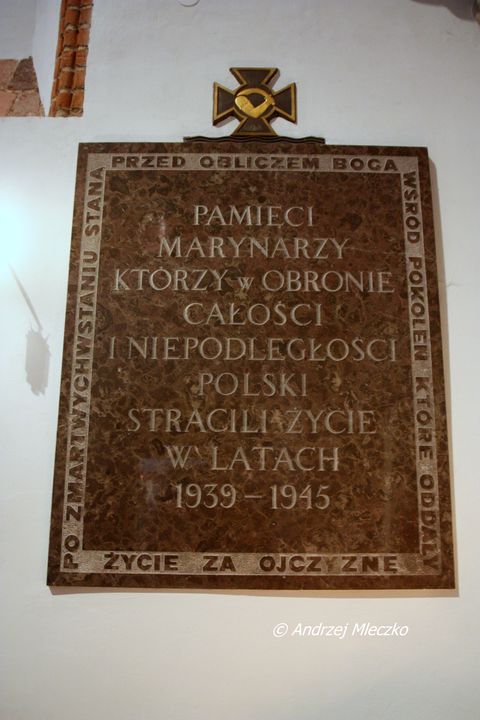 PO ZMARTWYCHWSTANIU STANĄ
PRZED OBLICZEM BOGA
WŚRÓD POKOLEŃ KTÓRE ODDAŁY
ŻYCIE ZA OJCZYZNĘ
PAMIĘCI
MARYNARZY
KTÓRZY W OBRONIE
CAŁOŚCI
I NIEPODLEGŁOŚCI
POLSKI
STRACILI ŻYCIE
W LATACH
1939 – 1945
© Andrzej Mleczko